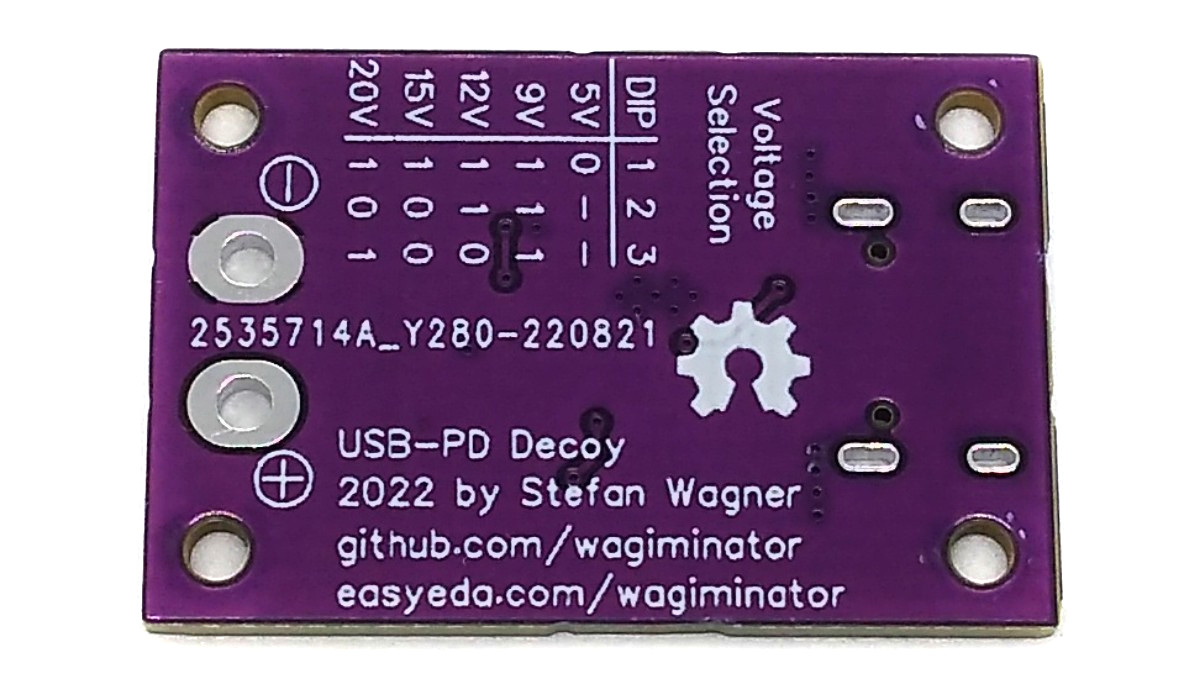 Voltage
Selection
DIP 1 2 3
5V 0 - -
9V 1 1 1
12V 1 1 0
15V 1 0 0
20V 1 0 1
−
2535714A_Y280-220821
+
USB-PD Decoy
2022 by Stefan Wagner
github.com/wagiminator
easyeda.com/wagiminator